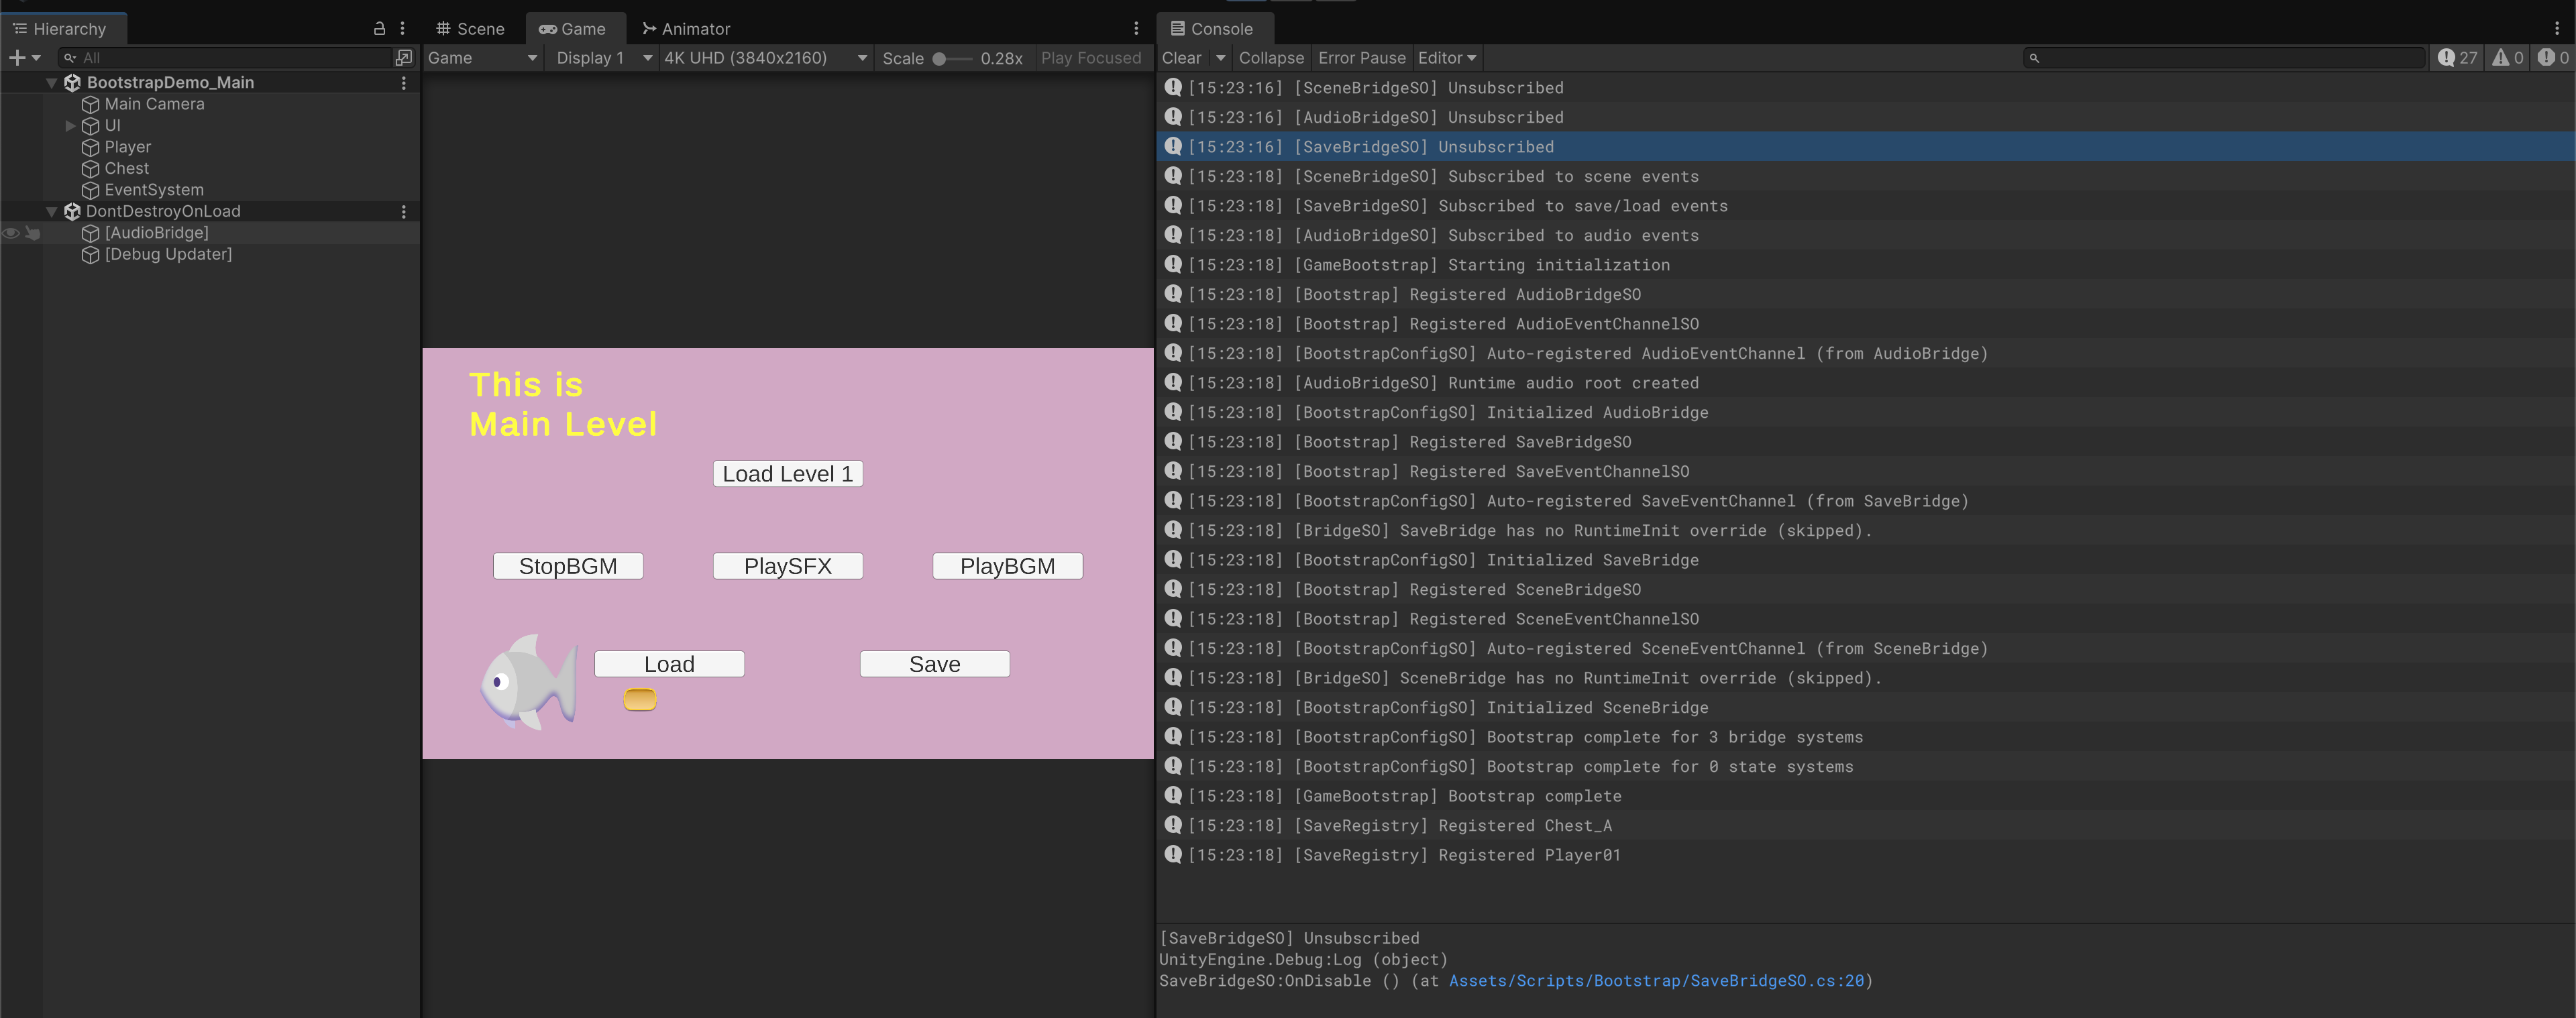 Hierarchy
All
BootstrapDemo_Main
Main Camera
UI
Player
Chest
EventSystem
DontDestroyOnLoad
[AudioBridge]
[Debug Updater]
Scene
Game
Animator
Game
Display 1
4K UHD (3840x2160)
Scale
0.28x
Play Focused
This is
Main Level
Load Level 1
StopBGM
PlaySFX
PlayBGM
Load
Save
Console
Clear
Collapse
Error Pause
Editor
27
0
0
[15:23:16] [SceneBridgeSO] Unsubscribed
[15:23:16] [AudioBridgeSO] Unsubscribed
[15:23:16] [SaveBridgeSO] Unsubscribed
[15:23:18] [SceneBridgeSO] Subscribed to scene events
[15:23:18] [SaveBridgeSO] Subscribed to save/load events
[15:23:18] [AudioBridgeSO] Subscribed to audio events
[15:23:18] [GameBootstrap] Starting initialization
[15:23:18] [Bootstrap] Registered AudioBridgeSO
[15:23:18] [Bootstrap] Registered AudioEventChannelSO
[15:23:18] [BootstrapConfigSO] Auto-registered AudioEventChannel (from AudioBridge)
[15:23:18] [AudioBridgeSO] Runtime audio root created
[15:23:18] [BootstrapConfigSO] Initialized AudioBridge
[15:23:18] [Bootstrap] Registered SaveBridgeSO
[15:23:18] [Bootstrap] Registered SaveEventChannelSO
[15:23:18] [BootstrapConfigSO] Auto-registered SaveEventChannel (from SaveBridge)
[15:23:18] [BridgeSO] SaveBridge has no RuntimeInit override (skipped).
[15:23:18] [BootstrapConfigSO] Initialized SaveBridge
[15:23:18] [Bootstrap] Registered SceneBridgeSO
[15:23:18] [Bootstrap] Registered SceneEventChannelSO
[15:23:18] [BootstrapConfigSO] Auto-registered SceneEventChannel (from SceneBridge)
[15:23:18] [BridgeSO] SceneBridge has no RuntimeInit override (skipped).
[15:23:18] [BootstrapConfigSO] Initialized SceneBridge
[15:23:18] [BootstrapConfigSO] Bootstrap complete for 3 bridge systems
[15:23:18] [BootstrapConfigSO] Bootstrap complete for 0 state systems
[15:23:18] [GameBootstrap] Bootstrap complete
[15:23:18] [SaveRegistry] Registered Chest_A
[15:23:18] [SaveRegistry] Registered Player01
[SaveBridgeSO] Unsubscribed
UnityEngine.Debug:Log (object)
SaveBridgeSO:OnDisable () (at Assets/Scripts/Bootstrap/SaveBridgeSO.cs:20)